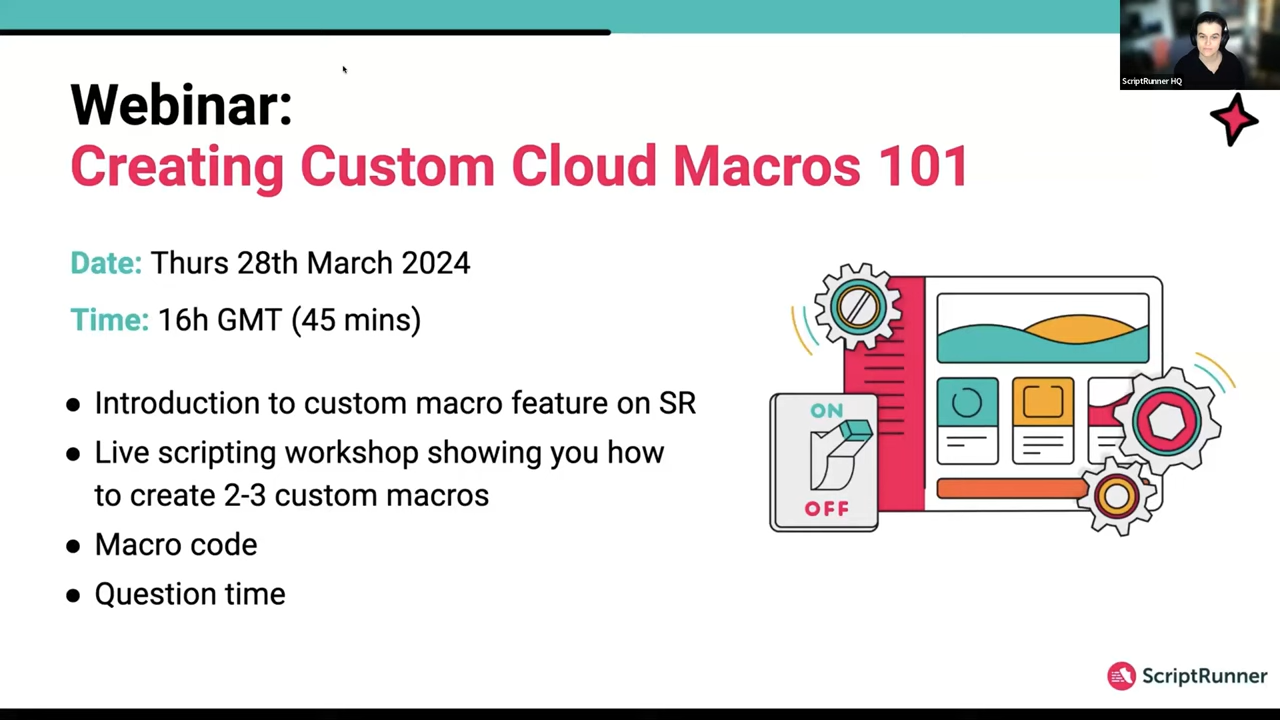 ScriptRunner HQ
Webinar:
Creating Custom Cloud Macros 101
Date: Thurs 28th March 2024
Time: 16h GMT (45 mins)
● Introduction to custom macro feature on SR
● Live scripting workshop showing you how
to create 2-3 custom macros
● Macro code
● Question time
ON
OFF
ScriptRunner